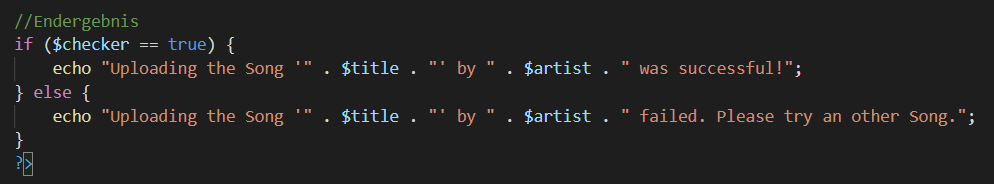 //Endergebnis
if ($checker == true) {
    echo "Uploading the Song '" . $title . "' by " . $artist . " was successful!";
} else {
    echo "Uploading the Song '" . $title . "' by " . $artist . " failed. Please try an other Song.";
}
?>